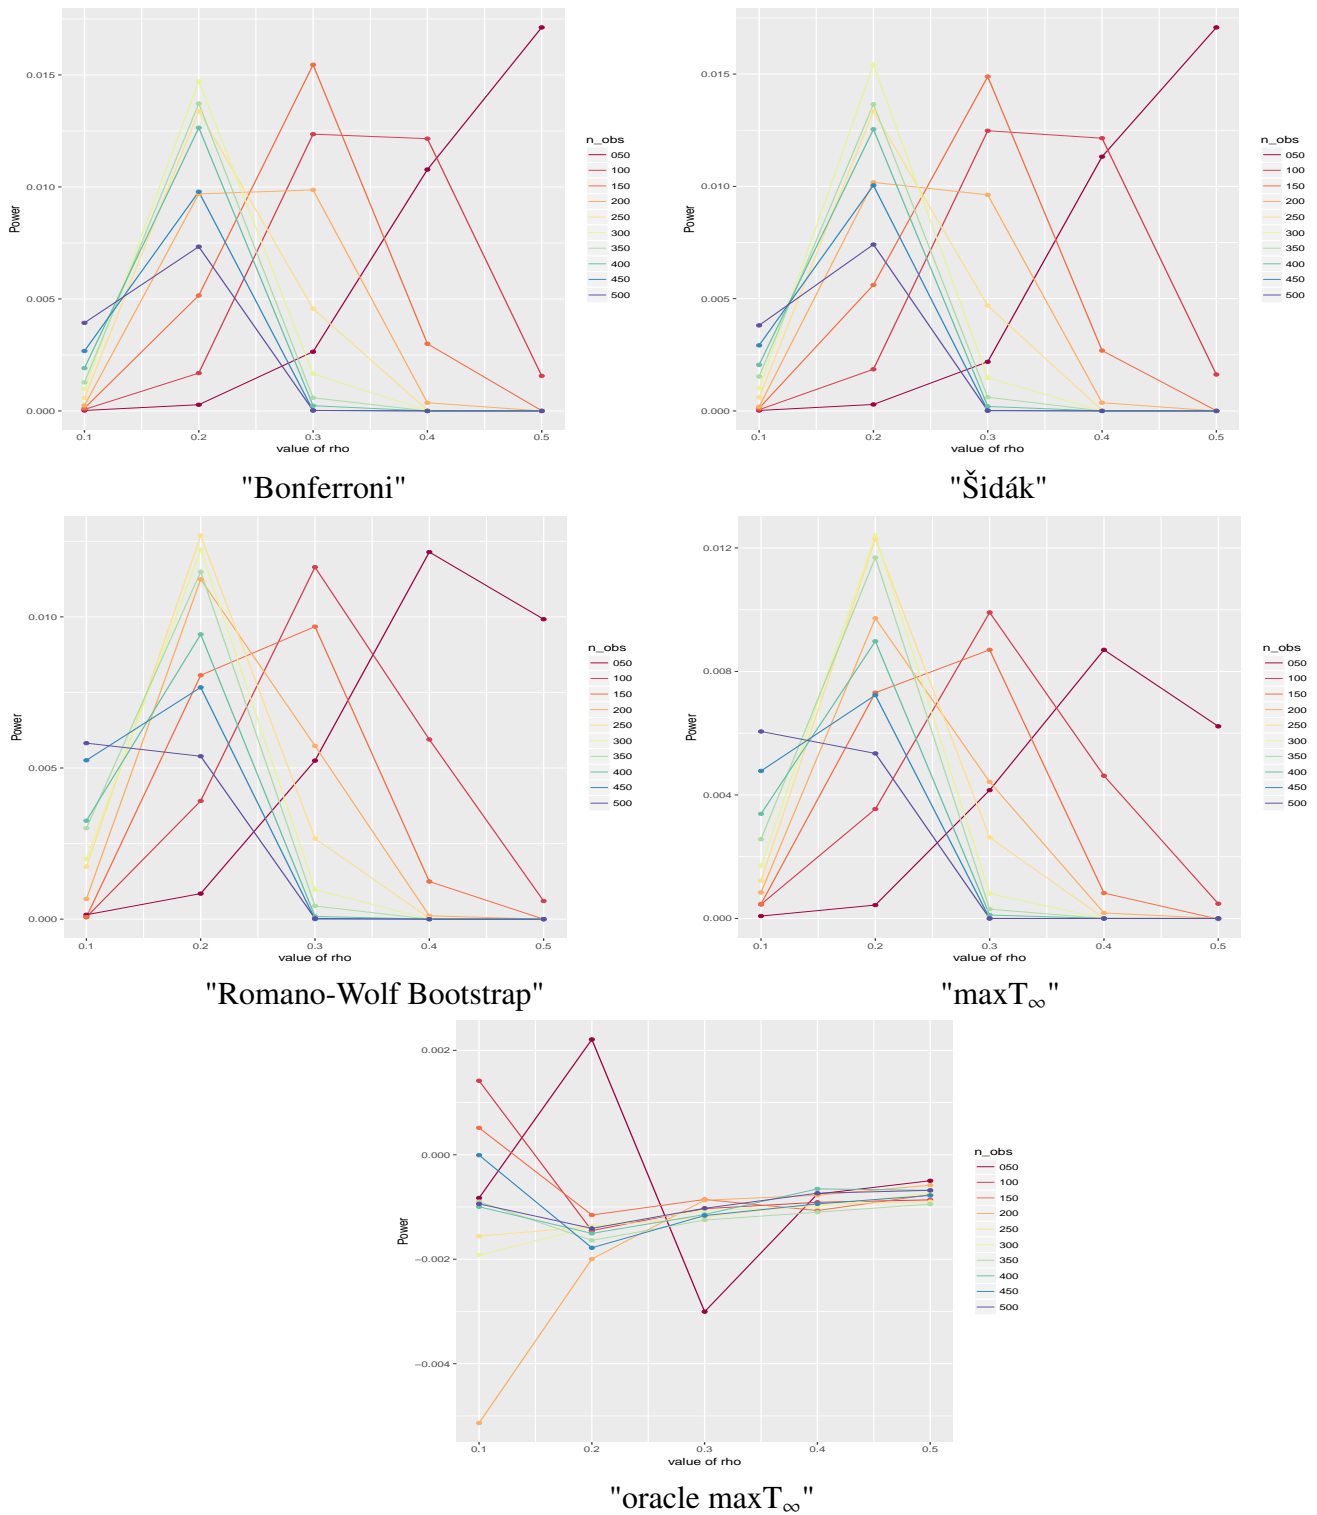 0.015
0.010
0.005
0.000
Power
0.1 0.2 0.3 0.4 0.5
value of rho
n_obs
050
100
150
200
250
300
350
400
450
500
"Bonferroni"
0.015
0.010
0.005
0.000
Power
0.1 0.2 0.3 0.4 0.5
value of rho
n_obs
050
100
150
200
250
300
350
400
450
500
"Šidák"
0.010
0.005
0.000
Power
0.1 0.2 0.3 0.4 0.5
value of rho
n_obs
050
100
150
200
250
300
350
400
450
500
"Romano-Wolf Bootstrap"
0.012
0.008
0.004
0.000
Power
0.1 0.2 0.3 0.4 0.5
value of rho
n_obs
050
100
150
200
250
300
350
400
450
500
"maxT∞"
0.002
0.000
−0.002
−0.004
Power
0.1 0.2 0.3 0.4 0.5
value of rho
n_obs
050
100
150
200
250
300
350
400
450
500
"oracle maxT∞"